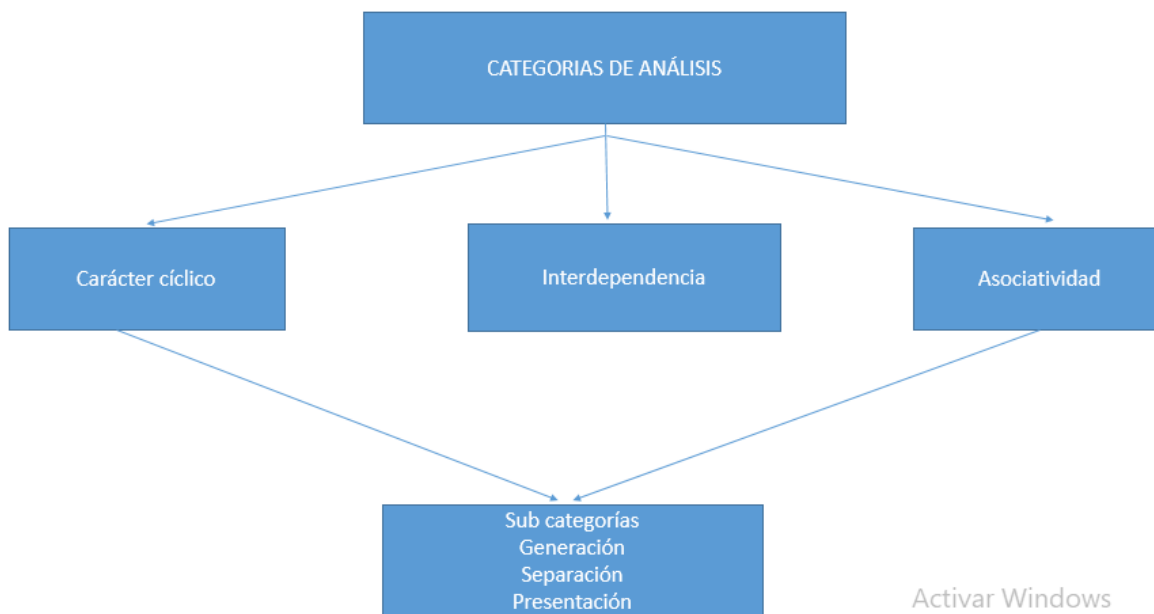 CATEGORIAS DE ANÁLISIS
Carácter cíclico
Interdependencia
Asociatividad
Sub categorías
Generación
Separación
Presentación
Activar Windows